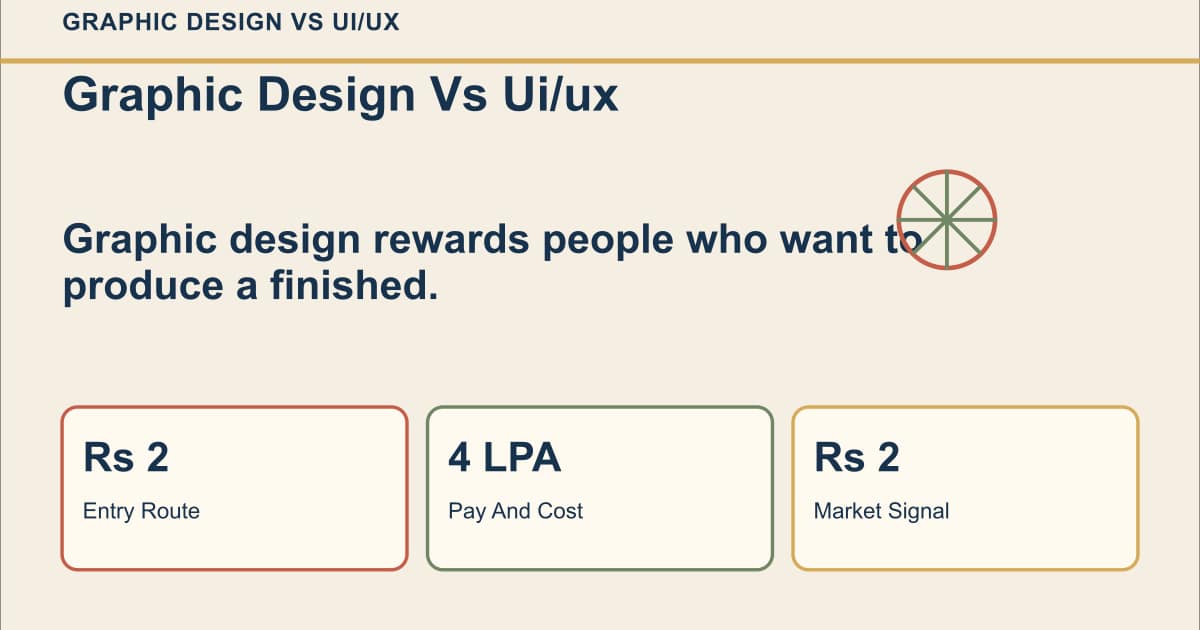 GRAPHIC DESIGN VS UI/UX
Graphic Design Vs Ui/ux
Graphic design rewards people who want to
produce a finished.
Rs 2
Entry Route
4 LPA
Pay And Cost
Rs 2
Market Signal